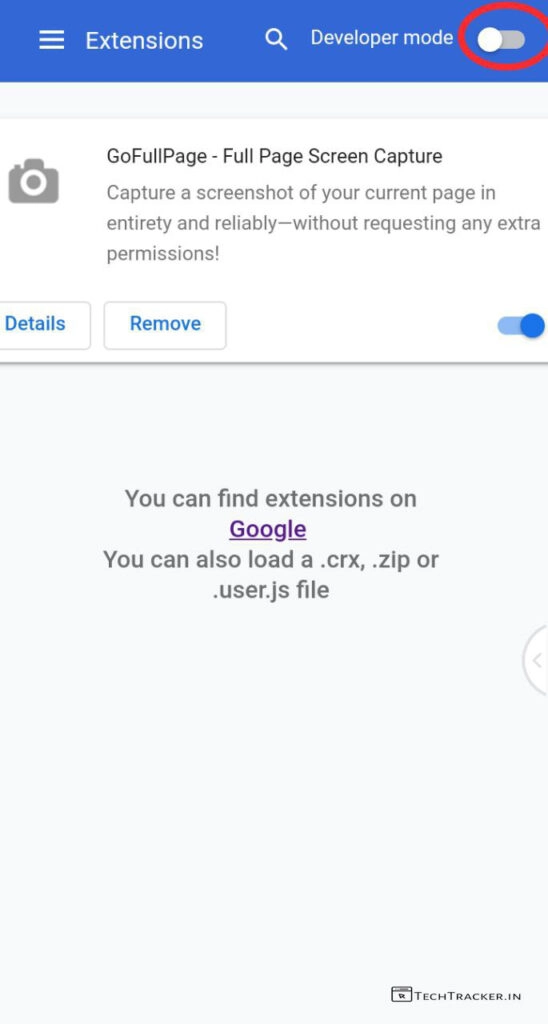 Extensions
Developer mode
GoFullPage - Full Page Screen Capture
Capture a screenshot of your current page in
entirety and reliably—without requesting any extra
permissions!
Details
Remove
You can find extensions on
Google
You can also load a .crx, .zip or
.user.js file
TECHTRACKER.IN